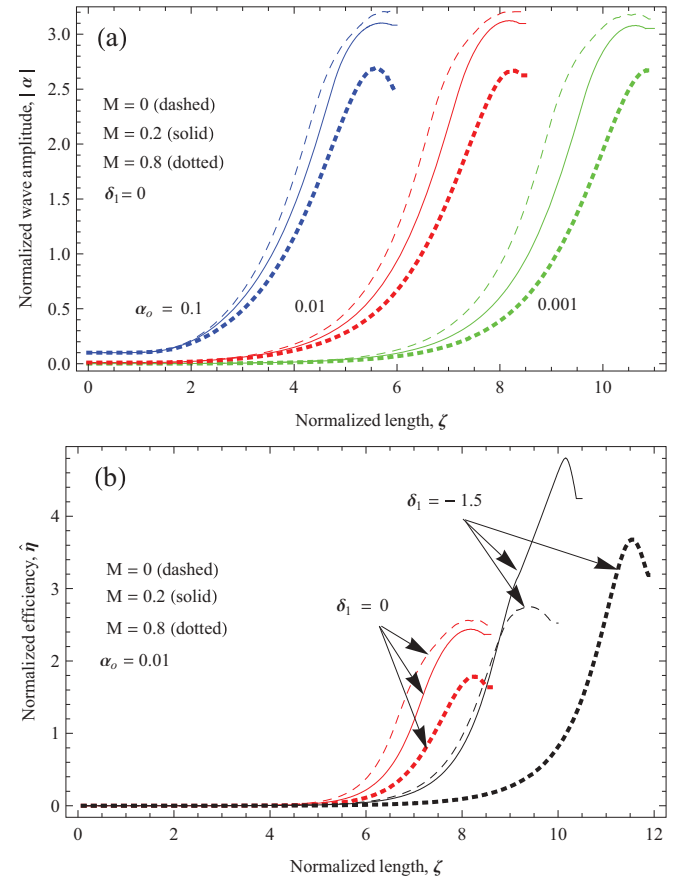 (a)
M = 0 (dashed)
M = 0.2 (solid)
M = 0.8 (dotted)
δ₁= 0
αₒ = 0.1
0.01
0.001
Normalized wave amplitude, | α |
0.0
0.5
1.0
1.5
2.0
2.5
3.0
0 2 4 6 8 10
Normalized length, ζ
(b)
δ₁ = − 1.5
M = 0 (dashed)
M = 0.2 (solid)
M = 0.8 (dotted)
αₒ = 0.01
δ₁ = 0
Normalized efficiency, η̂
0
1
2
3
4
0 2 4 6 8 10 12
Normalized length, ζ